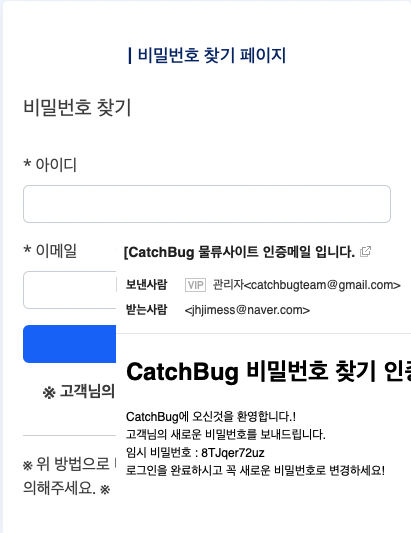 | 비밀번호 찾기 페이지
비밀번호 찾기
* 아이디
* 이메일
[CatchBug 물류사이트 인증메일 입니다.
보낸사람 VIP 관리자<catchbugteam@gmail.com>
받는사람 <jhjimess@naver.com>
※ 고객님의
CatchBug 비밀번호 찾기 인증
CatchBug에 오신것을 환영합니다.!
고객님의 새로운 비밀번호를 보내드립니다.
임시 비밀번호 : 8TJqer72uz
로그인을 완료하시고 꼭 새로운 비밀번호로 변경하세요!
※ 위 방법으로
의해주세요. ※